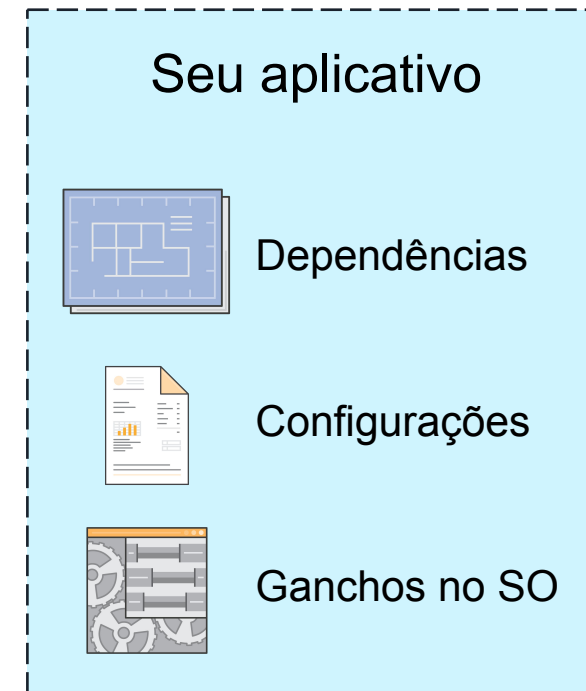 Seu aplicativo
Dependências
Configurações
Ganchos no SO